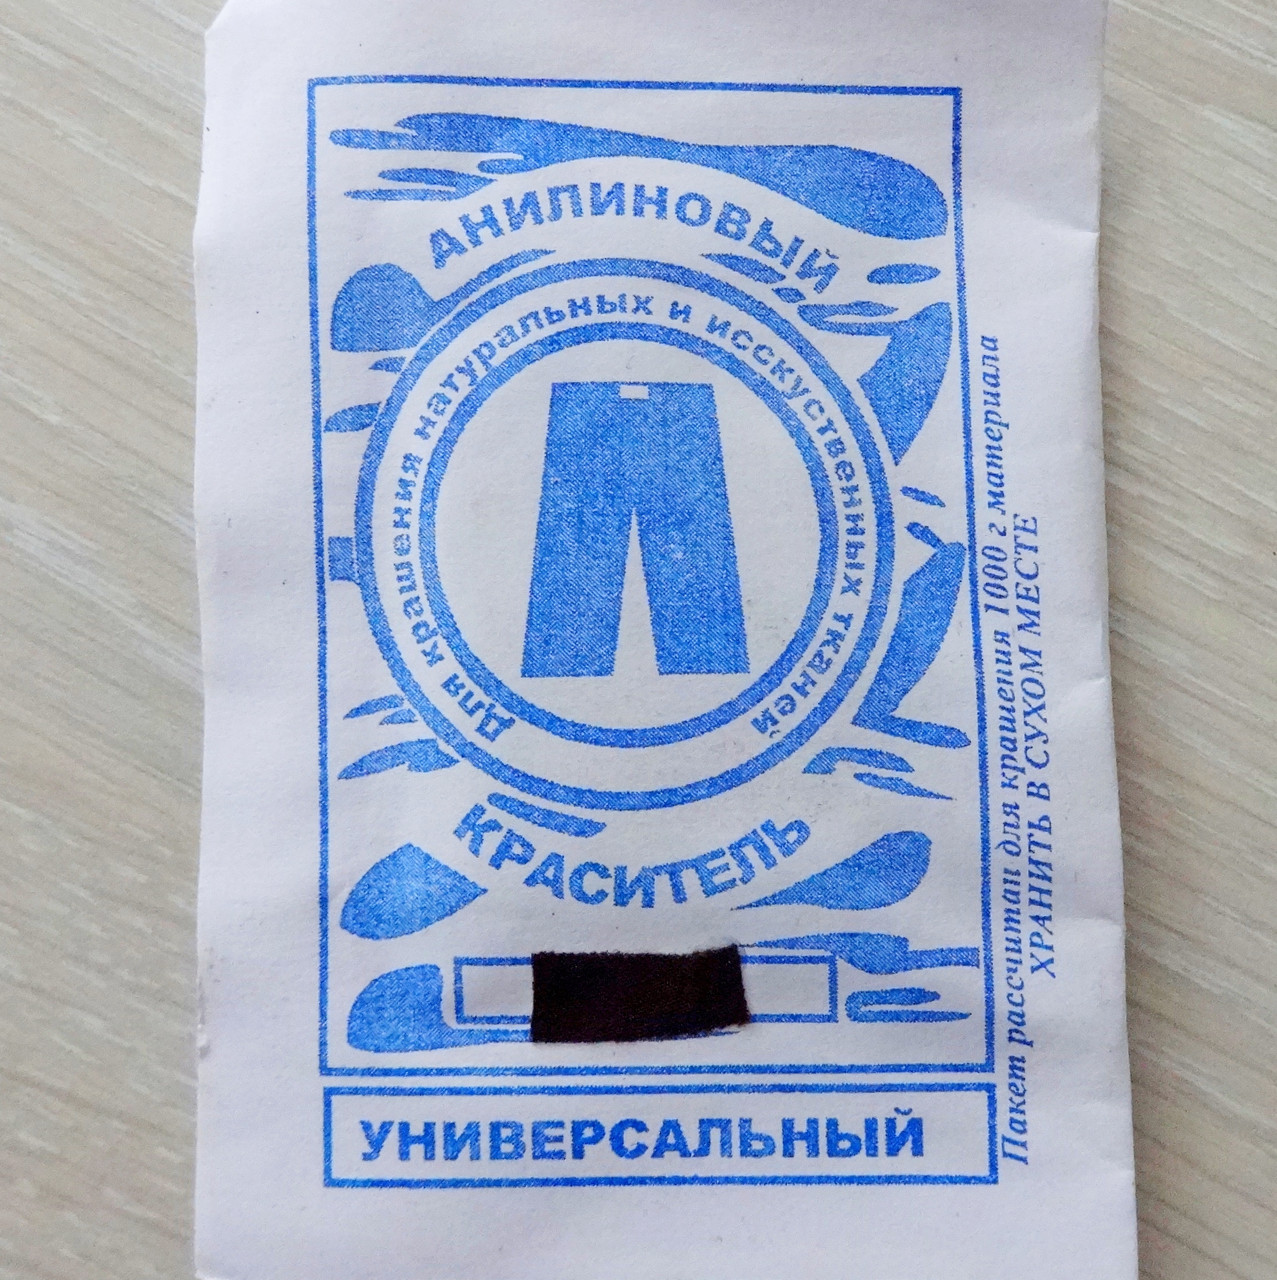 АНИЛИНОВЫЙ
Для крашения натуральных и исскуственных тканей
КРАСИТЕЛЬ
УНИВЕРСАЛЬНЫЙ
Пакет рассчитан для крашения 1000 г материала
ХРАНИТЬ В СУХОМ МЕСТЕ